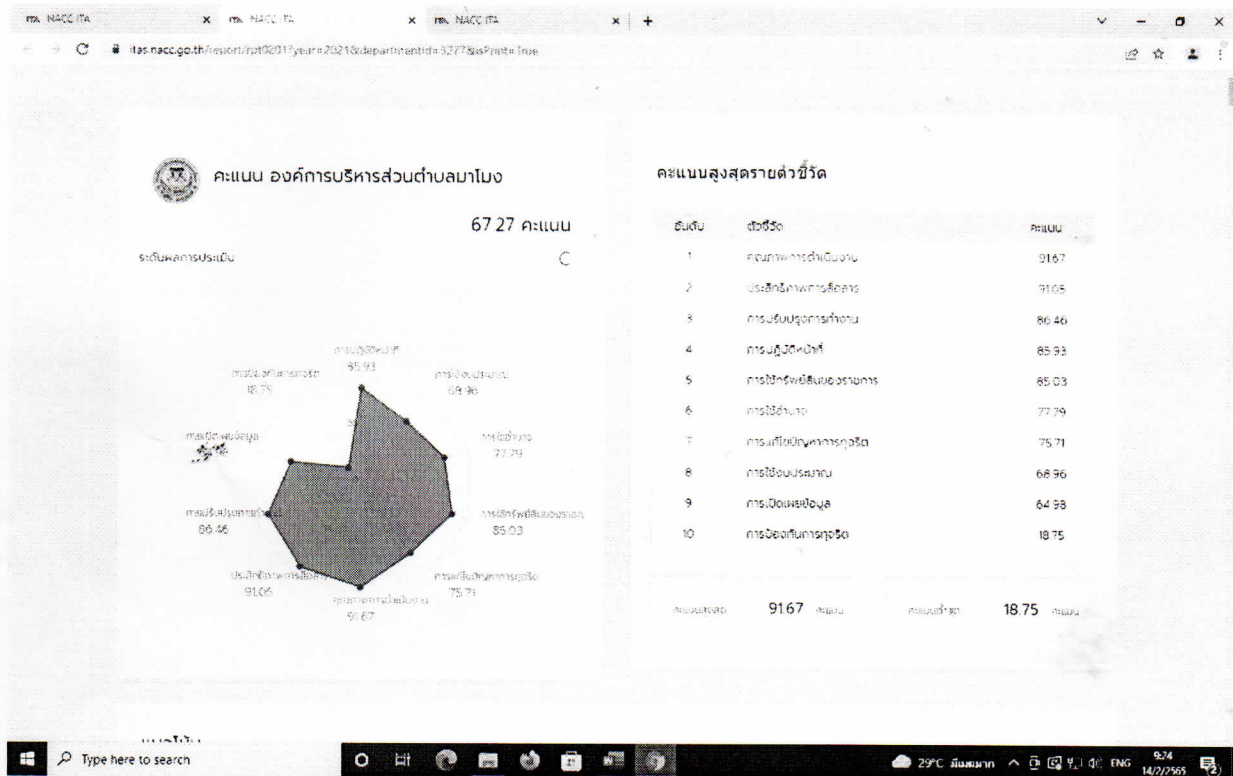 NACC ITA
NACC ITA
NACC ITA
itas.nacc.go.th/report/rpt0201?year=2021&departmentId=3277&isPrint=True
คะแนน องค์การบริหารส่วนตำบลมาโมง
67.27 คะแนน
ระดับผลการประเมิน C
การปฏิบัติหน้าที่
85.93
การป้องกันการทุจริต
18.75
การใช้งบประมาณ
68.96
การเปิดเผยข้อมูล
การใช้อำนาจ
77.79
การปรับปรุงการทำงาน
86.46
การใช้ทรัพย์สินของราชการ
85.03
ประสิทธิภาพการสื่อสาร
91.05
การแก้ไขปัญหาการทุจริต
75.71
คุณภาพการดำเนินงาน
91.67
คะแนนสูงสุดรายตัวชี้วัด
อันดับ ตัวชี้วัด คะแนน
1 คุณภาพการดำเนินงาน 91.67
2 ประสิทธิภาพการสื่อสาร 91.05
3 การปรับปรุงการทำงาน 86.46
4 การปฏิบัติหน้าที่ 85.93
5 การใช้ทรัพย์สินของราชการ 85.03
6 การใช้อำนาจ 77.79
7 การแก้ไขปัญหาการทุจริต 75.71
8 การใช้งบประมาณ 68.96
9 การเปิดเผยข้อมูล 64.98
10 การป้องกันการทุจริต 18.75
คะแนนสูงสุด 91.67 คะแนน คะแนนต่ำสุด 18.75 คะแนน
Type here to search
29°C มีแดดมาก
ENG
9:24
14/2/2565